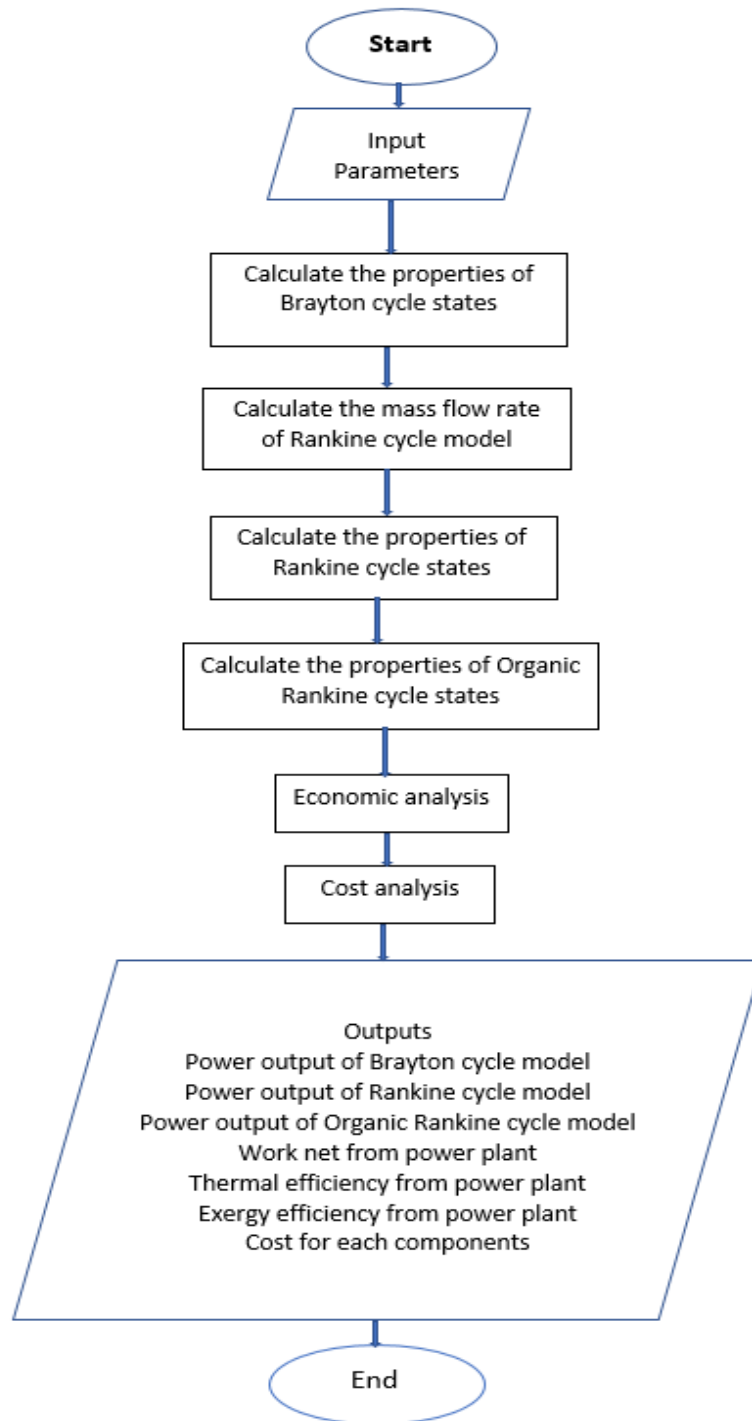 Start
Input
Parameters
Calculate the properties of
Brayton cycle states
Calculate the mass flow rate
of Rankine cycle model
Calculate the properties of
Rankine cycle states
Calculate the properties of Organic
Rankine cycle states
Economic analysis
Cost analysis
Outputs
Power output of Brayton cycle model
Power output of Rankine cycle model
Power output of Organic Rankine cycle model
Work net from power plant
Thermal efficiency from power plant
Exergy efficiency from power plant
Cost for each components
End